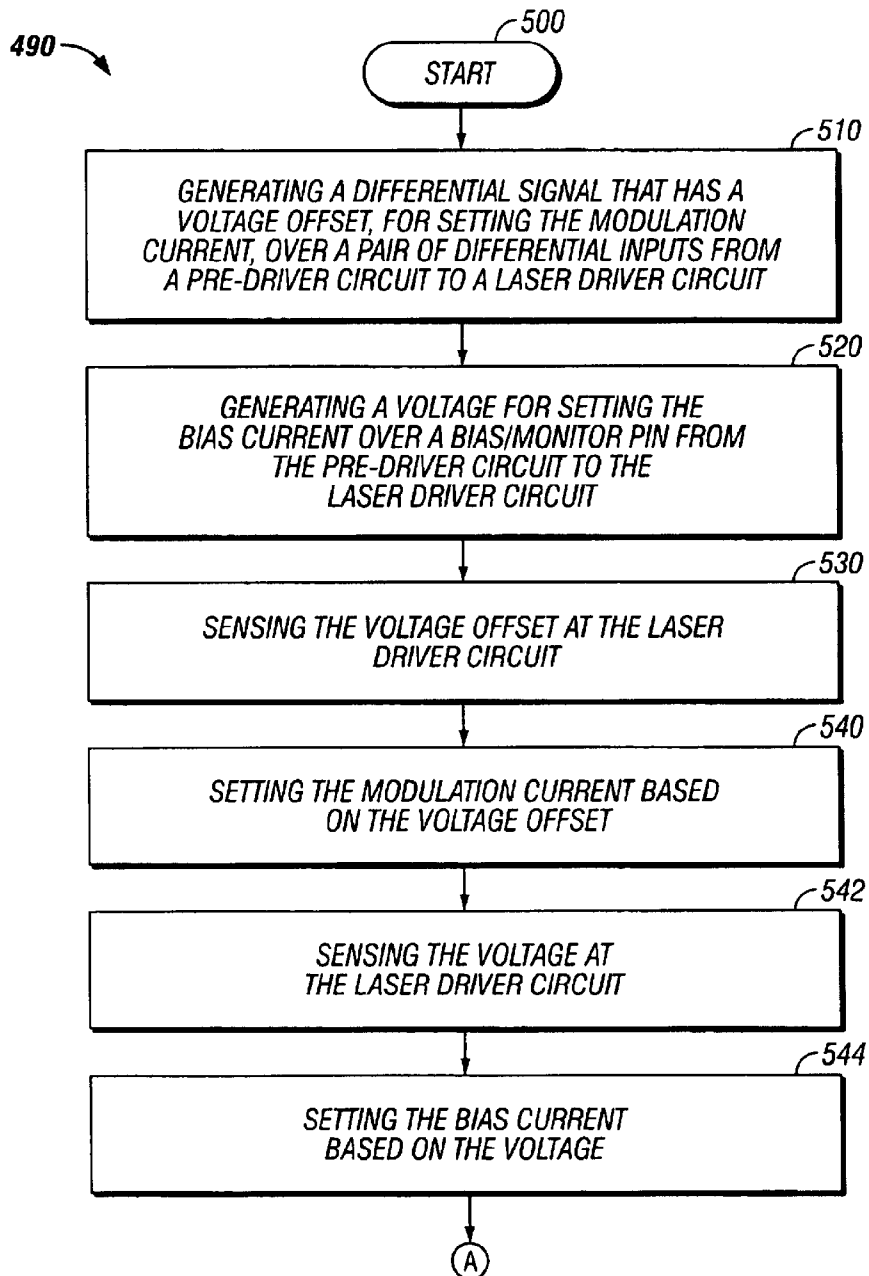 490
500
START
510
GENERATING A DIFFERENTIAL SIGNAL THAT HAS A
VOLTAGE OFFSET, FOR SETTING THE MODULATION
CURRENT, OVER A PAIR OF DIFFERENTIAL INPUTS FROM
A PRE-DRIVER CIRCUIT TO A LASER DRIVER CIRCUIT
520
GENERATING A VOLTAGE FOR SETTING THE
BIAS CURRENT OVER A BIAS/MONITOR PIN FROM
THE PRE-DRIVER CIRCUIT TO THE
LASER DRIVER CIRCUIT
530
SENSING THE VOLTAGE OFFSET AT THE LASER
DRIVER CIRCUIT
540
SETTING THE MODULATION CURRENT BASED
ON THE VOLTAGE OFFSET
542
SENSING THE VOLTAGE AT
THE LASER DRIVER CIRCUIT
544
SETTING THE BIAS CURRENT
BASED ON THE VOLTAGE
A